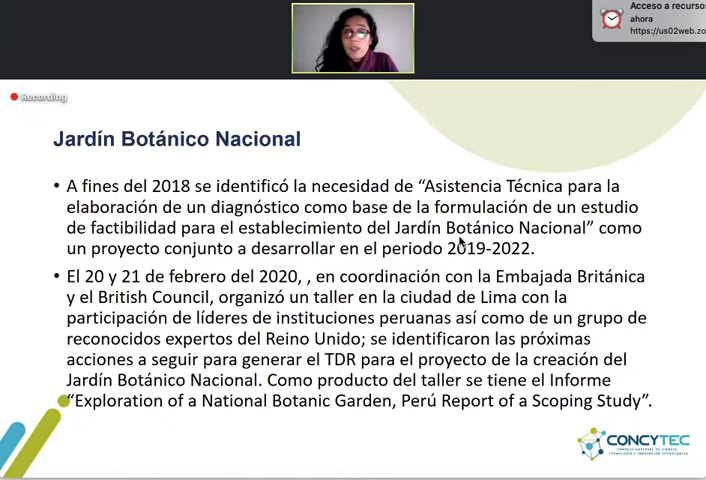 Acceso a recurso
ahora
https://us02web.zo
Recording
Jardín Botánico Nacional
• A fines del 2018 se identificó la necesidad de “Asistencia Técnica para la
elaboración de un diagnóstico como base de la formulación de un estudio
de factibilidad para el establecimiento del Jardín Botánico Nacional” como
un proyecto conjunto a desarrollar en el periodo 2019-2022.
• El 20 y 21 de febrero del 2020, , en coordinación con la Embajada Británica
y el British Council, organizó un taller en la ciudad de Lima con la
participación de líderes de instituciones peruanas así como de un grupo de
reconocidos expertos del Reino Unido; se identificaron las próximas
acciones a seguir para generar el TDR para el proyecto de la creación del
Jardín Botánico Nacional. Como producto del taller se tiene el Informe
“Exploration of a National Botanic Garden, Perú Report of a Scoping Study”.
CONCYTEC
CONSEJO NACIONAL DE CIENCIA,
TECNOLOGÍA E INNOVACIÓN TECNOLÓGICA